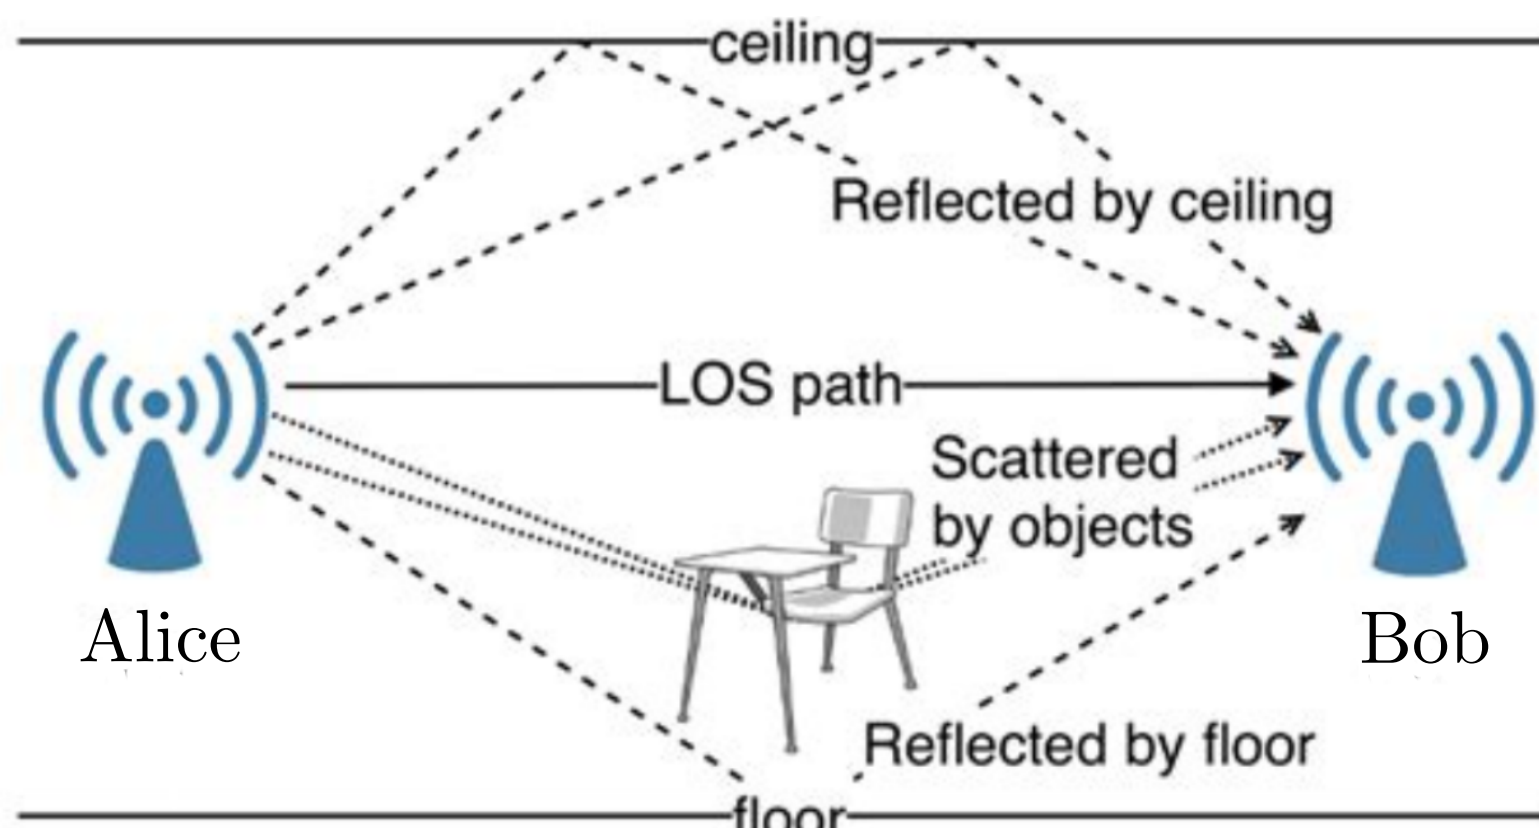 ceiling
Reflected by ceiling
LOS path
Scattered
by objects
Alice
Bob
Reflected by floor
floor